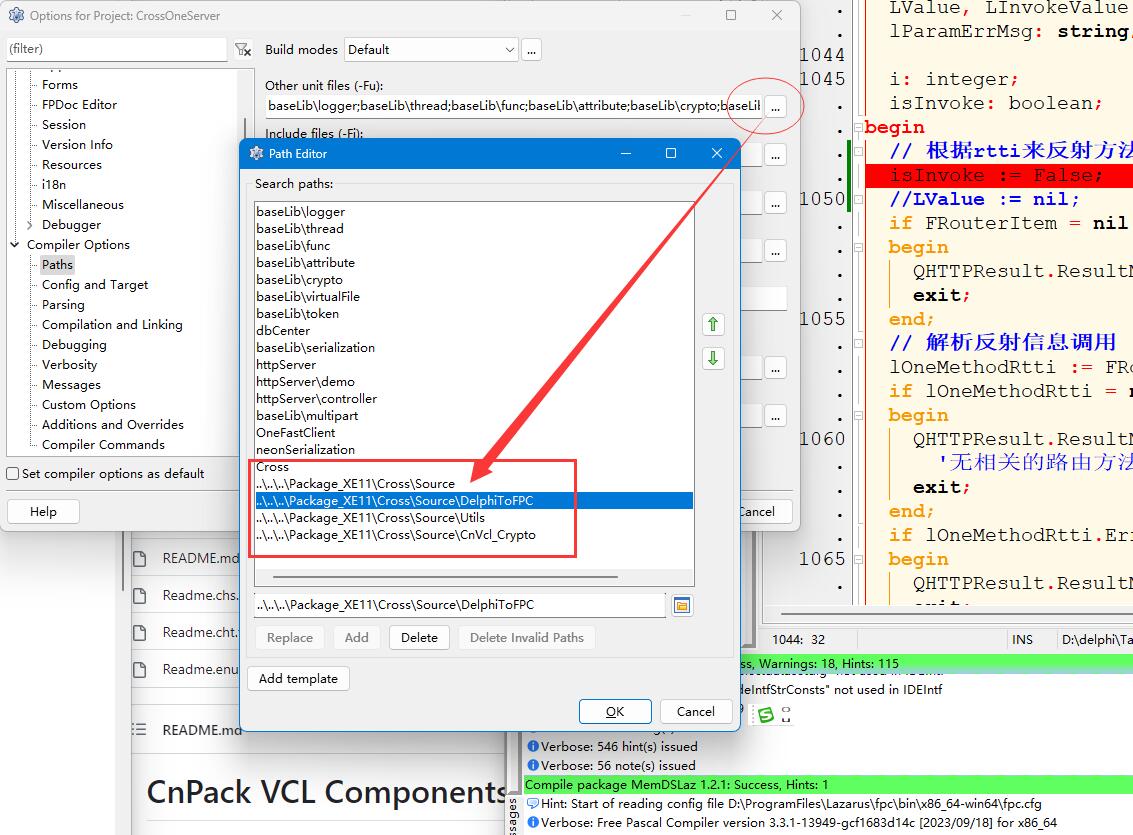 Options for Project: CrossOneServer
(filter)
Build modes
Default
...
Forms
FPDoc Editor
Session
Version Info
Resources
i18n
Miscellaneous
Debugger
Compiler Options
Paths
Config and Target
Parsing
Compilation and Linking
Debugging
Verbosity
Messages
Custom Options
Additions and Overrides
Compiler Commands
Set compiler options as default
Help
Cancel
Other unit files (-Fu):
baseLib\logger;baseLib\thread;baseLib\func;baseLib\attribute;baseLib\crypto;baseLib
...
Include files (-Fi):
...
...
...
...
...
Path Editor
Search paths:
baseLib\logger
baseLib\thread
baseLib\func
baseLib\attribute
baseLib\crypto
baseLib\virtualFile
baseLib\token
dbCenter
baseLib\serialization
httpServer
httpServer\demo
httpServer\controller
baseLib\multipart
OneFastClient
neonSerialization
Cross
..\..\..\Package_XE11\Cross\Source
..\..\..\Package_XE11\Cross\Source\DelphiToFPC
..\..\..\Package_XE11\Cross\Source\Utils
..\..\..\Package_XE11\Cross\Source\CnVcl_Crypto
..\..\..\Package_XE11\Cross\Source\DelphiToFPC
Replace
Add
Delete
Delete Invalid Paths
Add template
OK
Cancel
LValue, LInvokeValue
lParamErrMsg: string
1044
1045 i: integer;
isInvoke: boolean;
begin
// 根据rtti来反射方法
isInvoke := False;
1050 //LValue := nil;
if FRouterItem = nil
begin
QHTTPResult.Result
exit;
1055 end;
// 解析反射信息调用
lOneMethodRtti := FRo
if lOneMethodRtti =
begin
1060 QHTTPResult.Result
'无相关的路由方法
exit;
end;
if lOneMethodRtti.Err
1065 begin
QHTTPResult.Result
1044: 32
INS
D:\delphi\Ta
README.md
Readme.chs.
Readme.cht.
Readme.enu
README.md
CnPack VCL Components
ss, Warnings: 18, Hints: 115
deIntfStrConsts" not used in IDEIntf
Verbose: 546 hint(s) issued
Verbose: 56 note(s) issued
Compile package MemDSLaz 1.2.1: Success, Hints: 1
Hint: Start of reading config file D:\ProgramFiles\Lazarus\fpc\bin\x86_64-win64\fpc.cfg
Verbose: Free Pascal Compiler version 3.3.1-13949-gcf1683d14c [2023/09/18] for x86_64